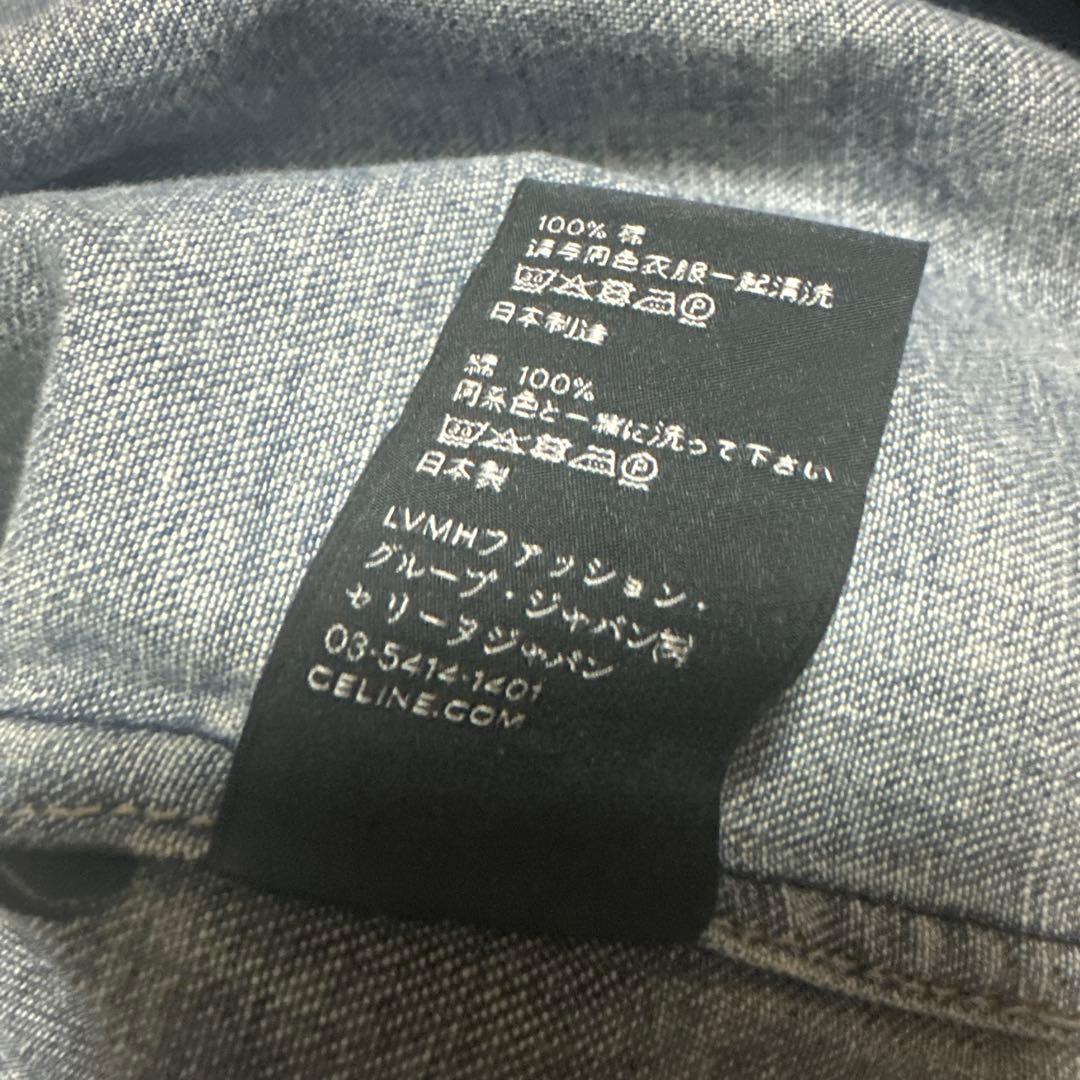 100% 棉
请与同色衣服一起清洗
30 P
日本制造
綿 100%
同系色と一緒に洗って下さい
30 P
日本製
LVMHファッション・
グループ・ジャパン㈱
セリーヌジャパン
03-5414-1401
CELINE.COM